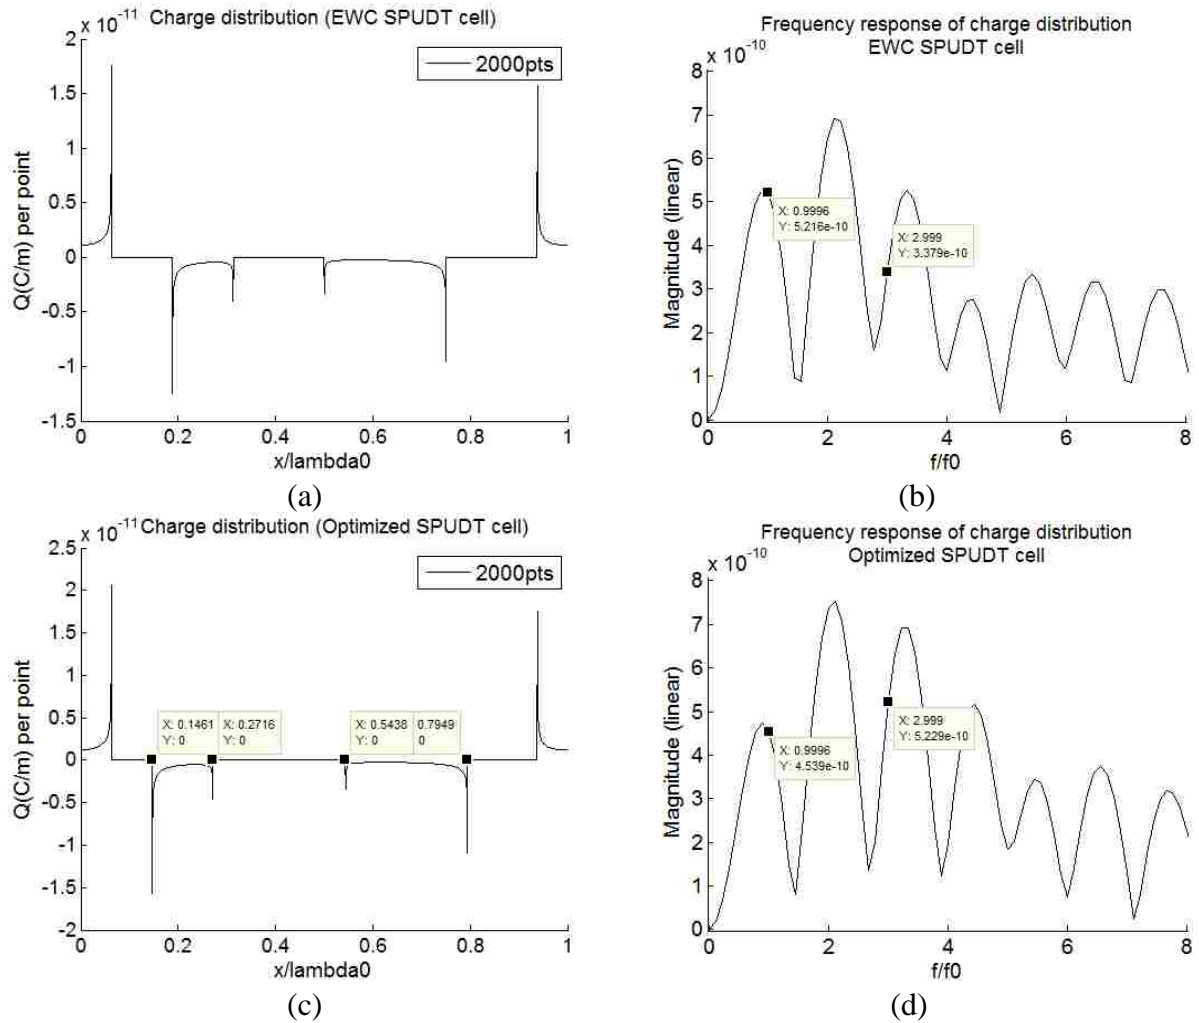 x 10^-11 Charge distribution (EWC SPUDT cell)
2000pts
2
1.5
1
0.5
0
-0.5
-1
-1.5
Q(C/m) per point
0 0.2 0.4 0.6 0.8 1
x/lambda0
(a)
Frequency response of charge distribution
EWC SPUDT cell
x 10^-10
8
7
6
5
4
3
2
1
0
Magnitude (linear)
X: 0.9996
Y: 5.216e-10
X: 2.999
Y: 3.379e-10
0 2 4 6 8
f/f0
(b)
x 10^-11 Charge distribution (Optimized SPUDT cell)
2000pts
2.5
2
1.5
1
0.5
0
-0.5
-1
-1.5
-2
Q(C/m) per point
X: 0.1461
Y: 0
X: 0.2716
Y: 0
X: 0.5438
Y: 0
0.7949
0
0 0.2 0.4 0.6 0.8 1
x/lambda0
(c)
Frequency response of charge distribution
Optimized SPUDT cell
x 10^-10
8
7
6
5
4
3
2
1
0
Magnitude (linear)
X: 0.9996
Y: 4.539e-10
X: 2.999
Y: 5.229e-10
0 2 4 6 8
f/f0
(d)